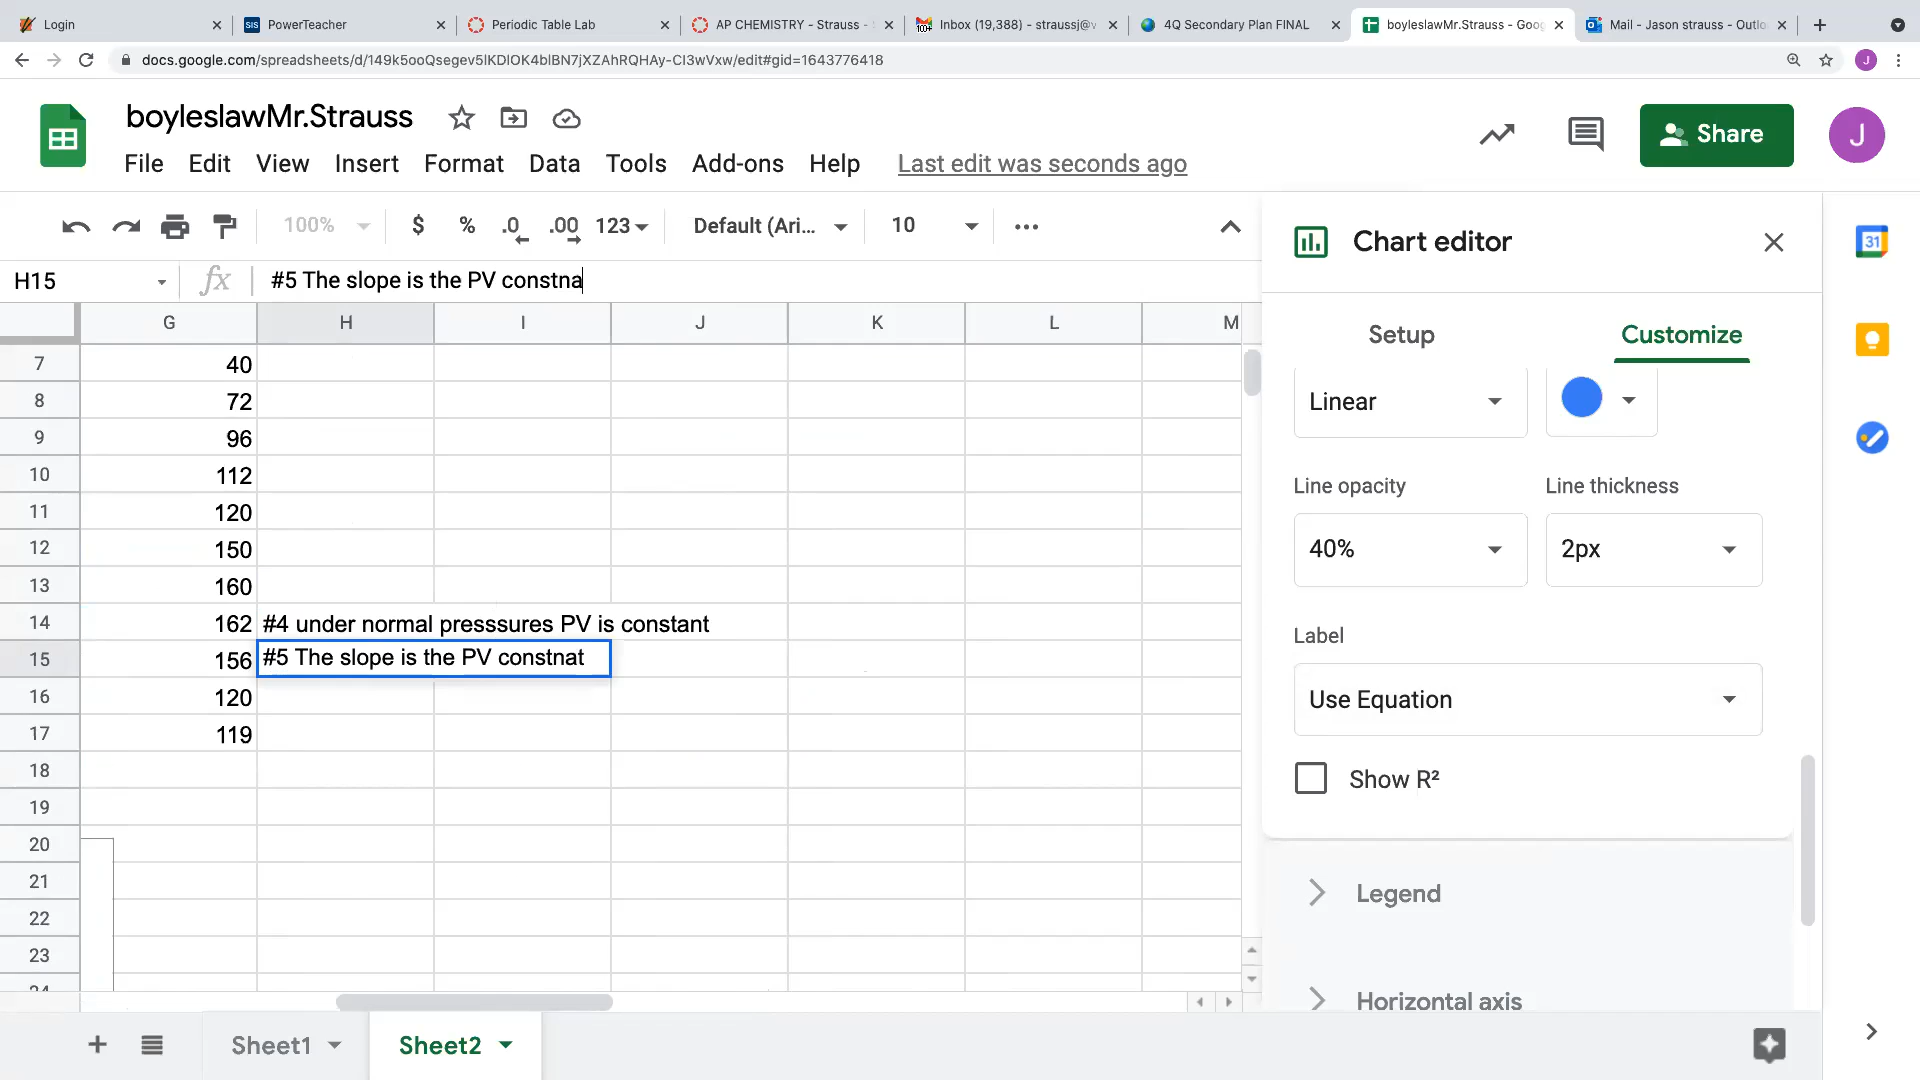 Login
PowerTeacher
Periodic Table Lab
AP CHEMISTRY - Strauss -
Inbox (19,388) - straussj@v
4Q Secondary Plan FINAL
boyleslawMr.Strauss - Goog
Mail - Jason strauss - Outlo
docs.google.com/spreadsheets/d/149k5ooQsegev5lKDlOK4blBN7jXZAhRQHAy-CI3wVxw/edit#gid=1643776418
J
boyleslawMr.Strauss
Share
J
File Edit View Insert Format Data Tools Add-ons Help Last edit was seconds ago
100% $ % .0 .00 123 Default (Ari... 10
H15 fx #5 The slope is the PV constna
G H I J K L M
7 40
8 72
9 96
10 112
11 120
12 150
13 160
14 162 #4 under normal presssures PV is constant
15 156 #5 The slope is the PV constnat
16 120
17 119
18
19
20
21
22
23
24
Sheet1 Sheet2
Chart editor
Setup Customize
Linear
Line opacity Line thickness
40% 2px
Label
Use Equation
Show R²
Legend
Horizontal axis
31